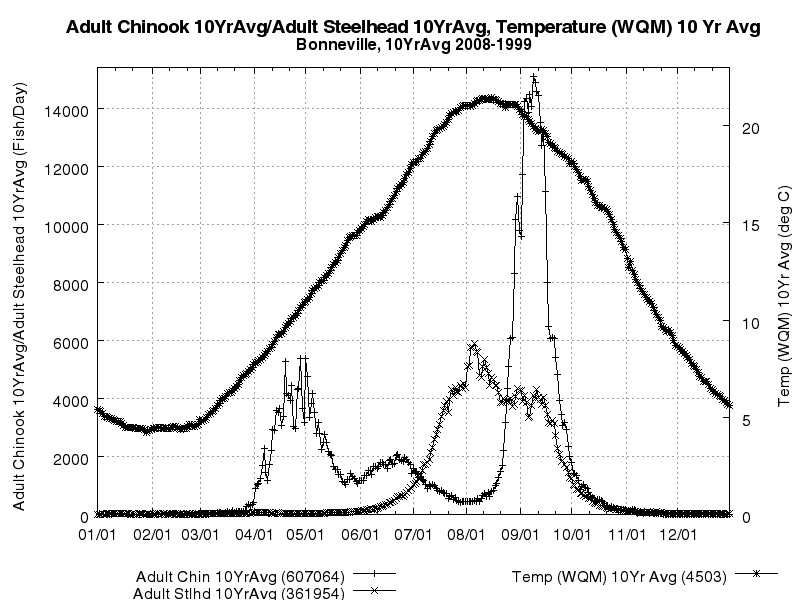 Adult Chinook 10YrAvg/Adult Steelhead 10YrAvg, Temperature (WQM) 10 Yr Avg
Bonneville, 10YrAvg 2008-1999
Adult Chinook 10YrAvg/Adult Steelhead 10YrAvg (Fish/Day)
14000
12000
10000
8000
6000
4000
2000
0
20
15
10
5
0
Temp (WQM) 10Yr Avg (deg C)
01/01 02/01 03/01 04/01 05/01 06/01 07/01 08/01 09/01 10/01 11/01 12/01
Adult Chin 10YrAvg (607064)
Adult Stlhd 10YrAvg (361954)
Temp (WQM) 10Yr Avg (4503)